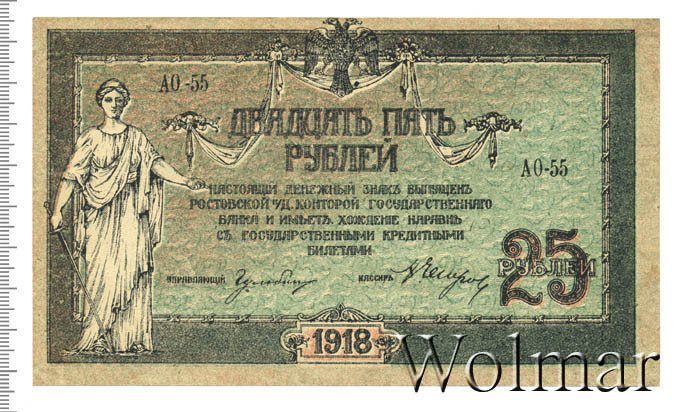 АО-55
ДВАДЦАТЬ ПЯТЬ
РУБЛЕЙ
АО-55
НАСТОЯЩІЙ ДЕНЕЖНЫЙ ЗНАКЪ ВЫПУЩЕНЪ
РОСТОВСКОЙ Н/Д. КОНТОРОЙ ГОСУДАРСТВЕННАГО
БАНКА И ИМѢЕТЪ ХОЖДЕНІЕ НАРАВНѢ
СЪ ГОСУДАРСТВЕННЫМИ КРЕДИТНЫМИ
БИЛЕТАМИ
УПРАВЛЯЮЩІЙ
КАССИРЪ
25
РУБЛЕЙ
1918
Wolmar